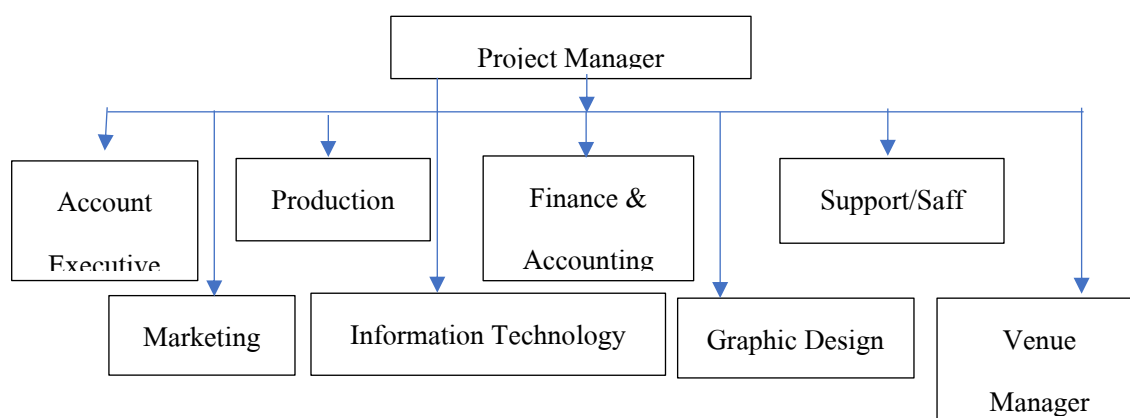 Project Manager
Account
Executive
Production
Finance &
Accounting
Support/Saff
Marketing
Information Technology
Graphic Design
Venue
Manager